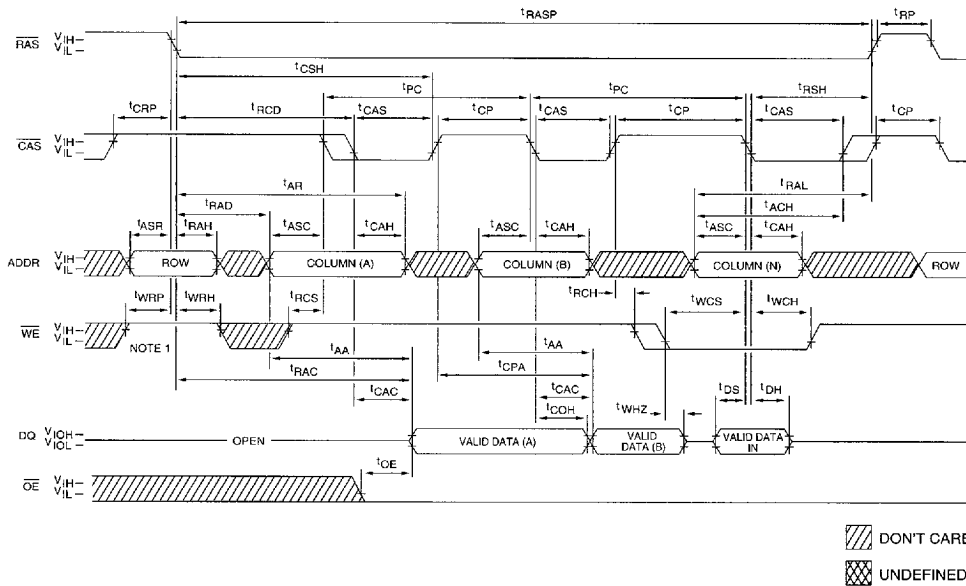 tRASP tRP
RAS VIH VIL
tCSH
tPC tPC tRSH
tCRP tRCD tCAS tCP tCAS tCP tCAS tCP
CAS VIH VIL
tAR tRAL
tRAD tACH
tASR tRAH tASC tCAH tASC tCAH tASC tCAH
ADDR VIH VIL ROW COLUMN (A) COLUMN (B) COLUMN (N) ROW
tWRP tWRH tRCS tRCH tWCS tWCH
WE VIH VIL
NOTE 1 tAA tAA
tRAC tCPA
tCAC tCAC
tCOH tWHZ tDS tDH
DQ VIOH VIOL OPEN VALID DATA (A) VALID DATA (B) VALID DATA IN
tOE
OE VIH VIL
DON'T CARE
UNDEFINED